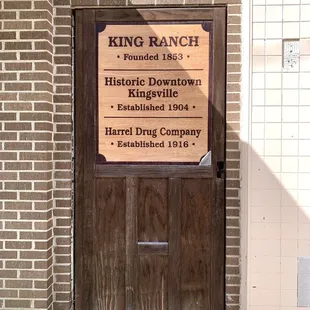 KING RANCH
• Founded 1853 •
Historic Downtown
Kingsville
• Established 1904 •
Harrel Drug Company
• Established 1916 •